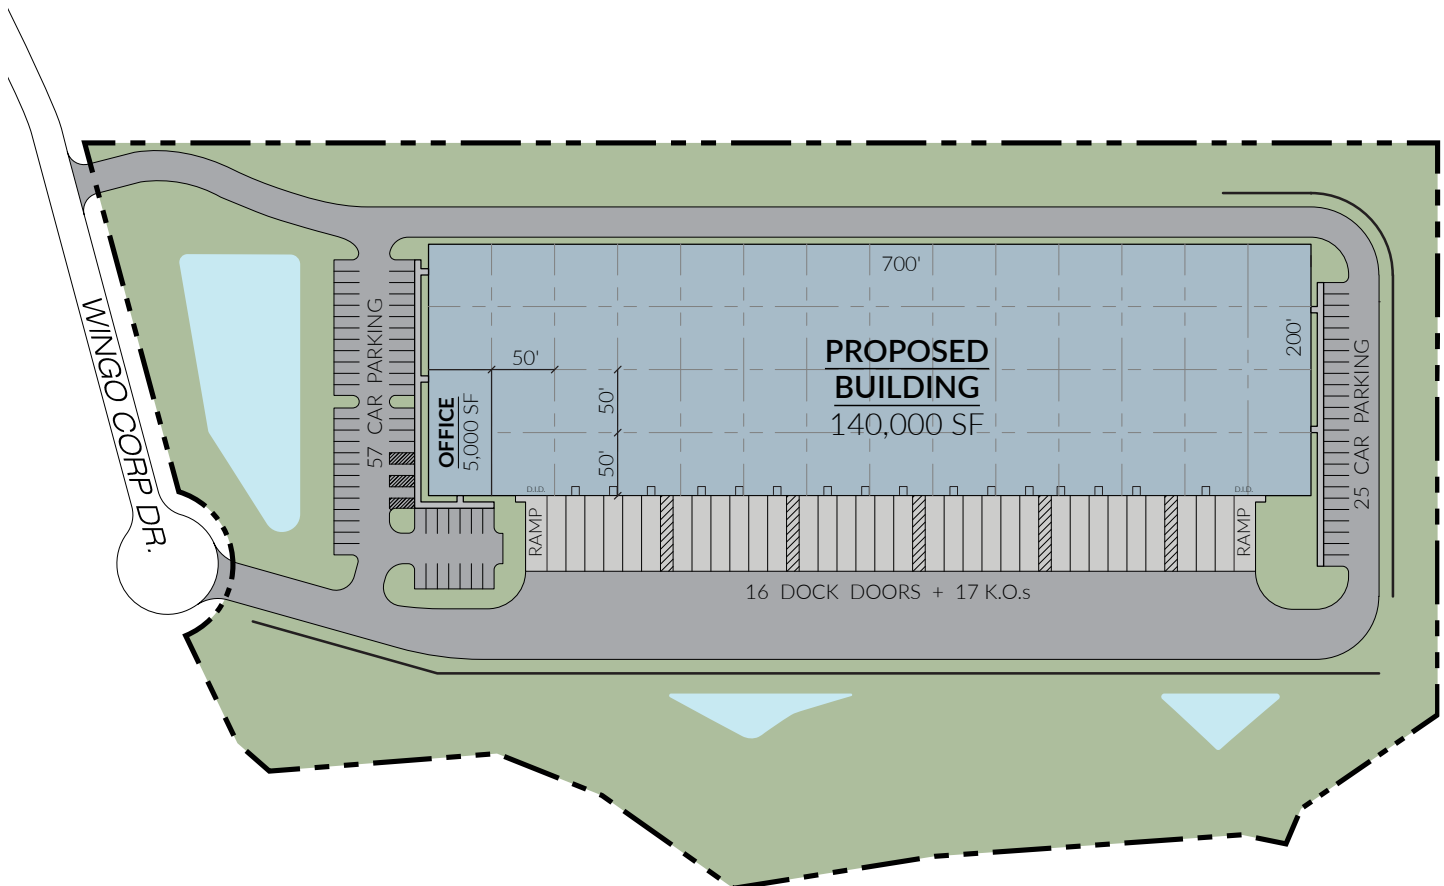 700'
WINGO CORP DR.
57 CAR PARKING
50'
50'
50'
OFFICE
5,000 SF
PROPOSED
BUILDING
140,000 SF
200'
25 CAR PARKING
D.I.D.
D.I.D.
RAMP
RAMP
16 DOCK DOORS + 17 K.O.s